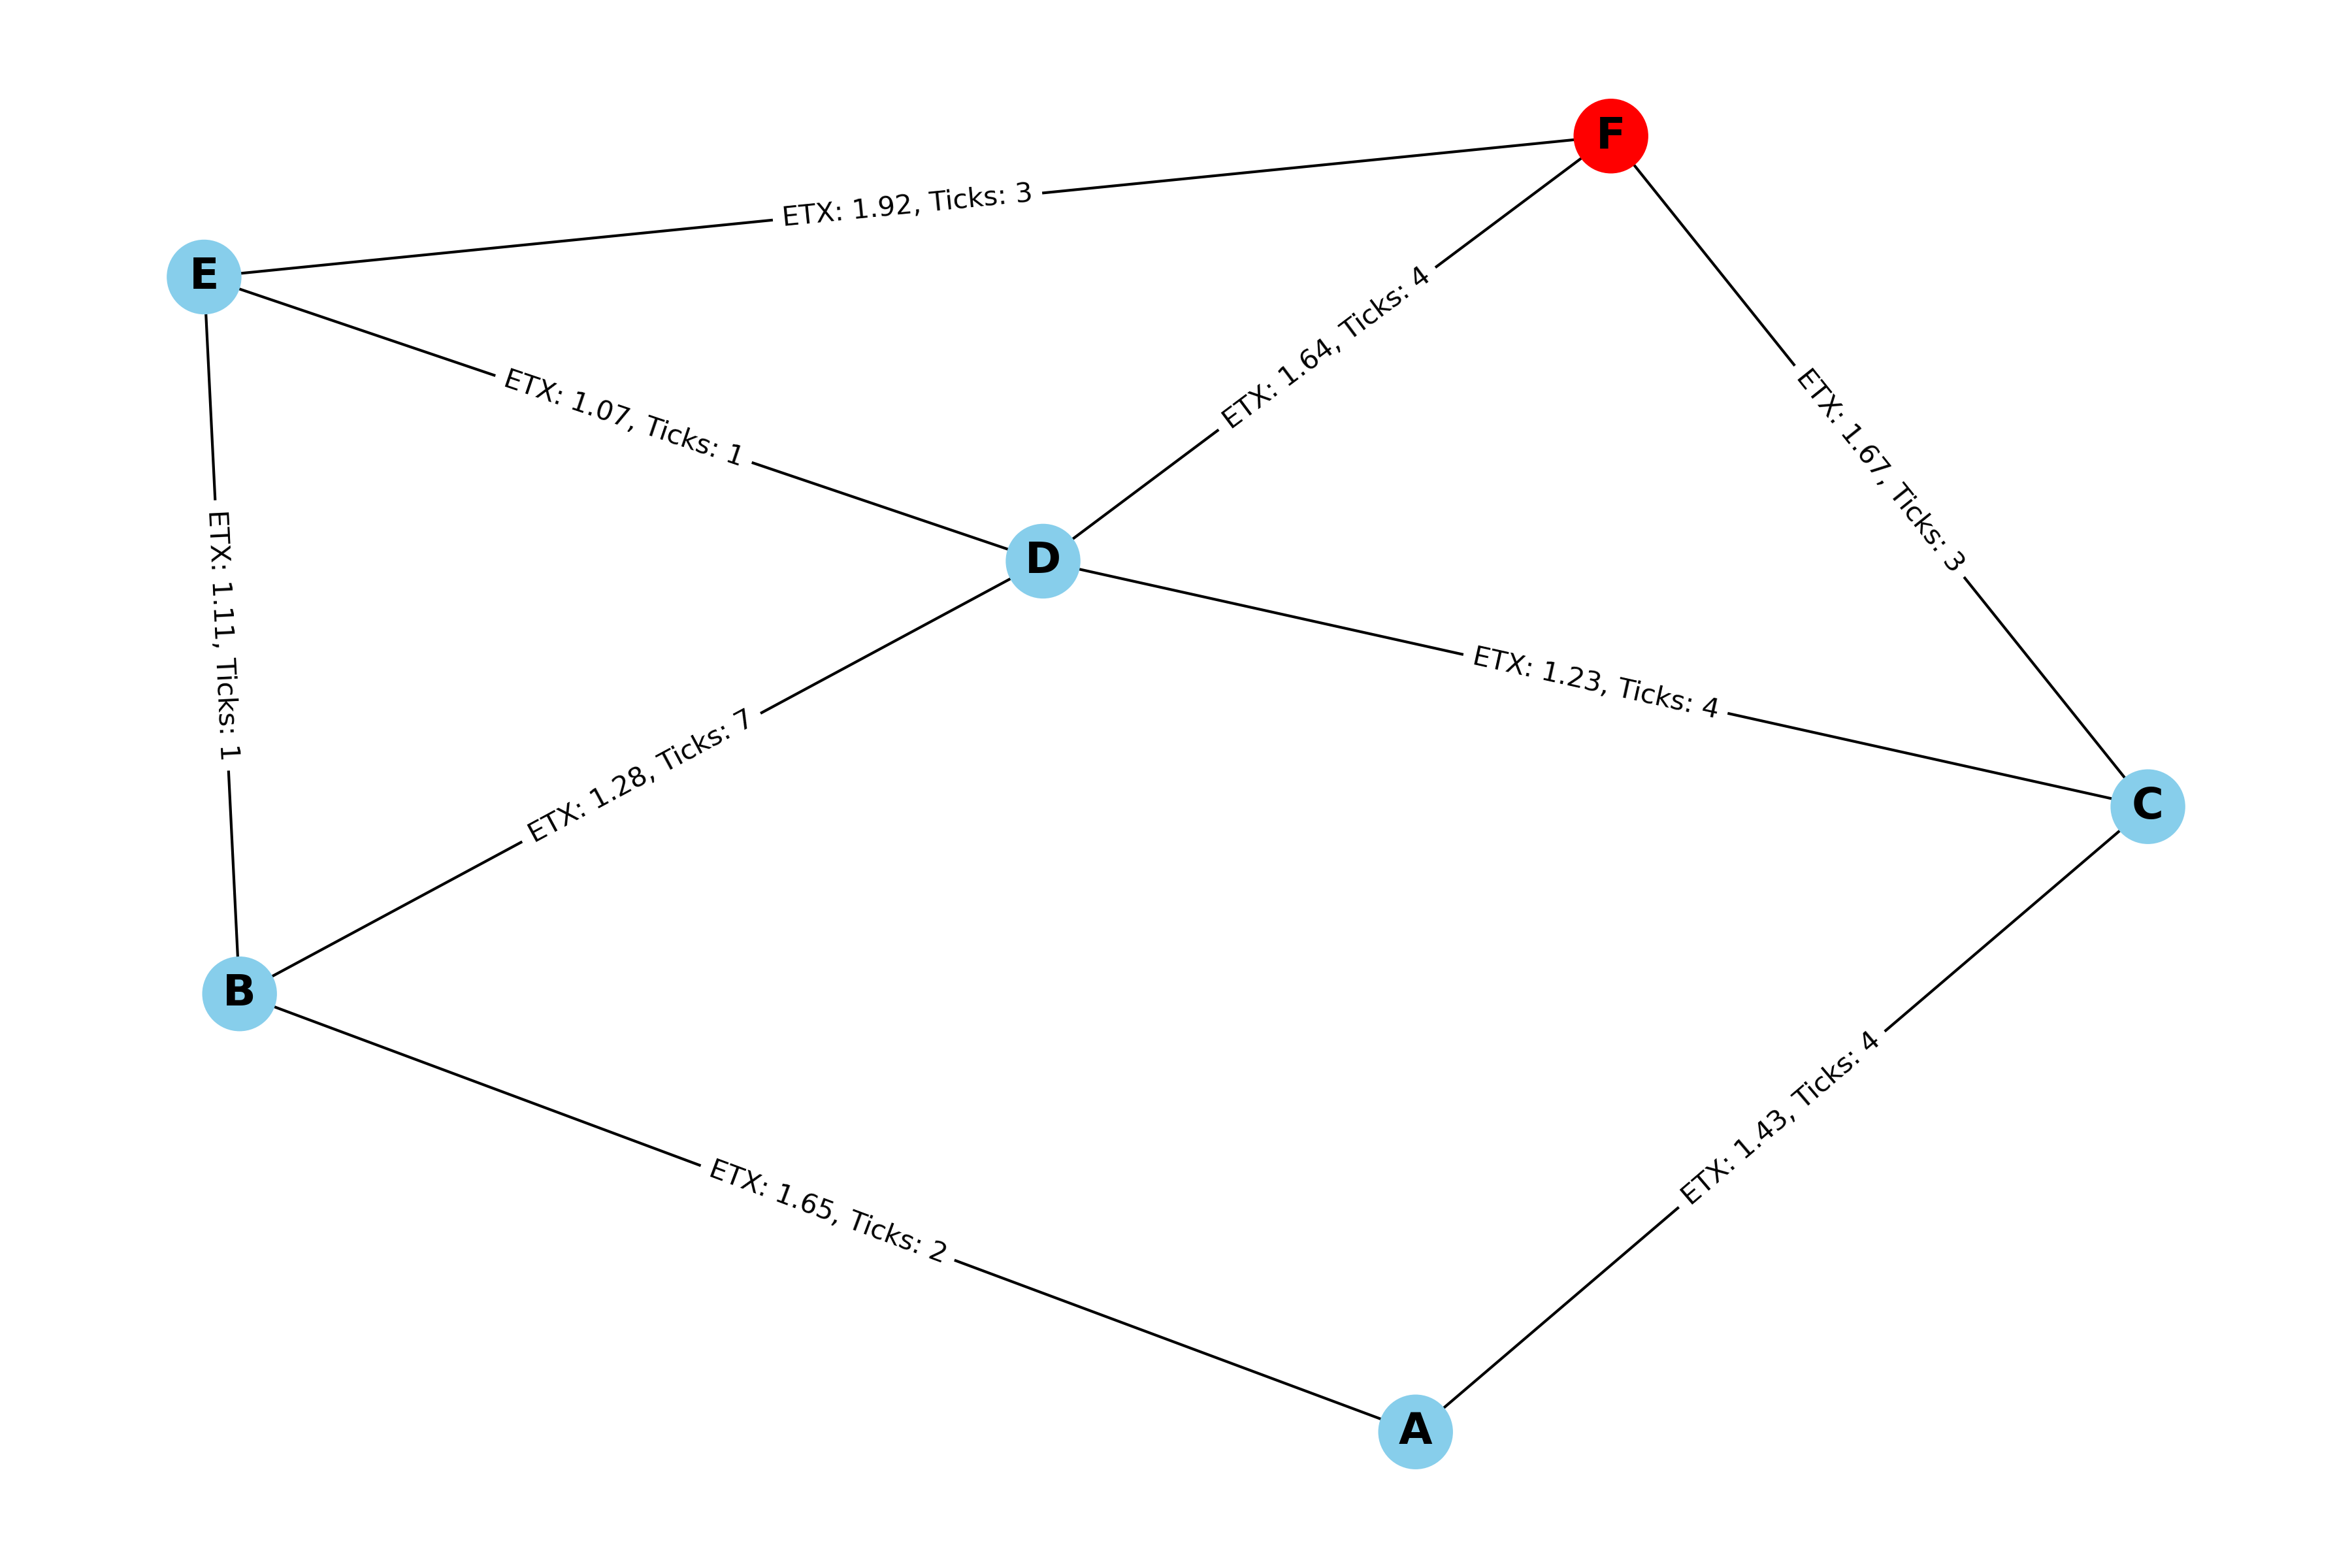 F
ETX: 1.92, Ticks: 3
E
ETX: 1.64, Ticks: 4
ETX: 1.07, Ticks: 1
ETX: 1.67, Ticks: 3
D
ETX: 1.11, Ticks: 1
ETX: 1.23, Ticks: 4
ETX: 1.28, Ticks: 7
C
B
ETX: 1.43, Ticks: 4
ETX: 1.65, Ticks: 2
A